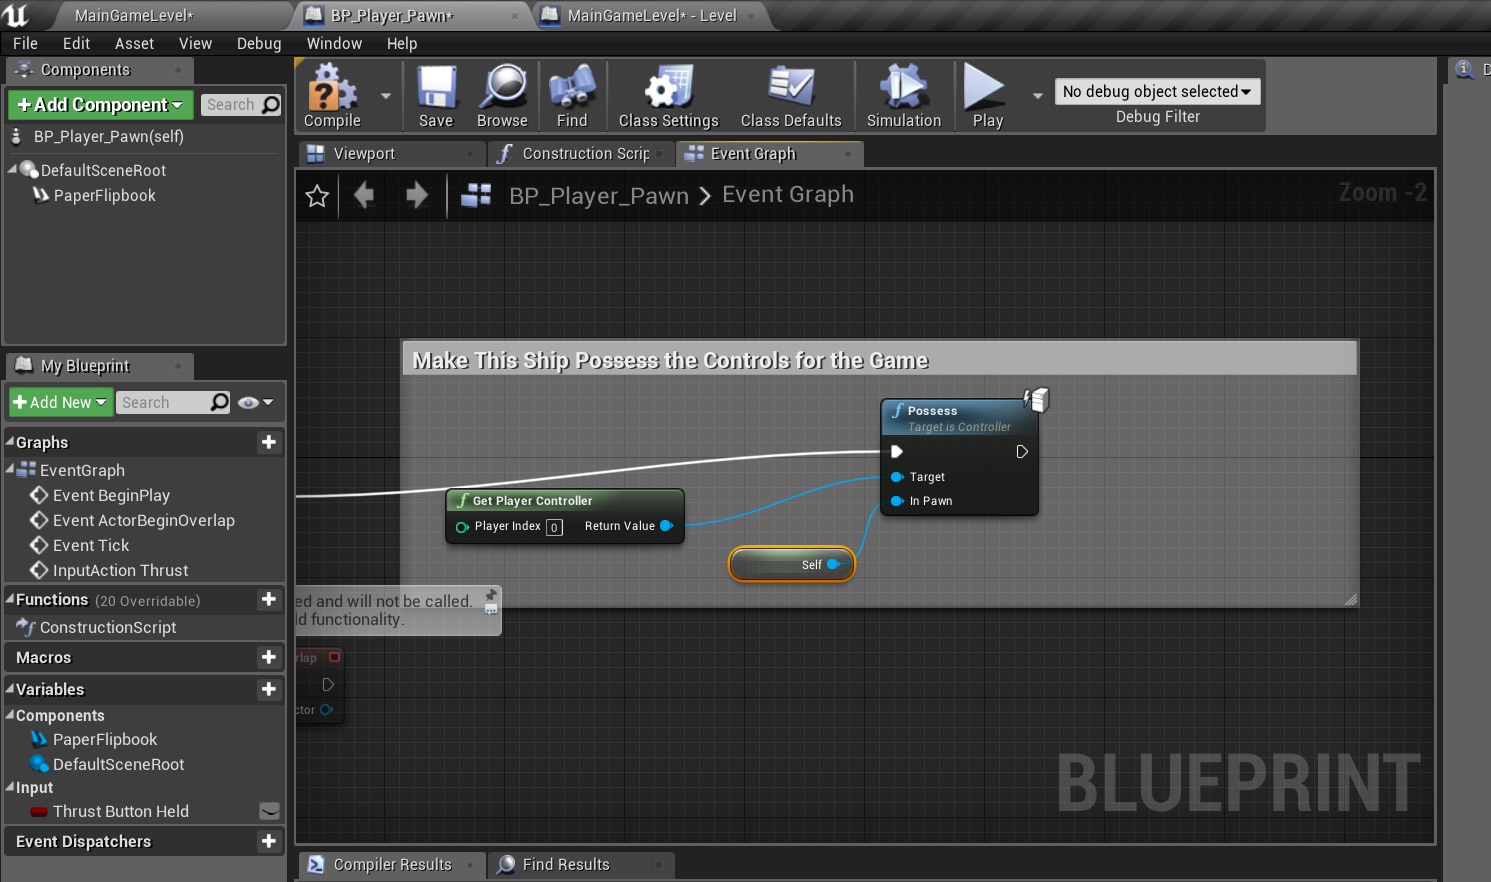 MainGameLevel*
BP_Player_Pawn*
MainGameLevel* - Level
File Edit Asset View Debug Window Help
Components
+Add Component
Search
BP_Player_Pawn(self)
DefaultSceneRoot
PaperFlipbook
Compile
Save
Browse
Find
Class Settings
Class Defaults
Simulation
Play
No debug object selected
Debug Filter
Viewport
Construction Scrip
Event Graph
BP_Player_Pawn > Event Graph
Zoom -2
My Blueprint
+Add New
Search
Graphs
EventGraph
Event BeginPlay
Event ActorBeginOverlap
Event Tick
InputAction Thrust
Functions (20 Overridable)
ConstructionScript
Macros
Variables
Components
PaperFlipbook
DefaultSceneRoot
Input
Thrust Button Held
Event Dispatchers
Make This Ship Possess the Controls for the Game
f Possess
Target is Controller
Target
In Pawn
f Get Player Controller
Player Index 0 Return Value
Self
ed and will not be called.
ld functionality.
rlap
ctor
BLUEPRINT
Compiler Results
Find Results
D